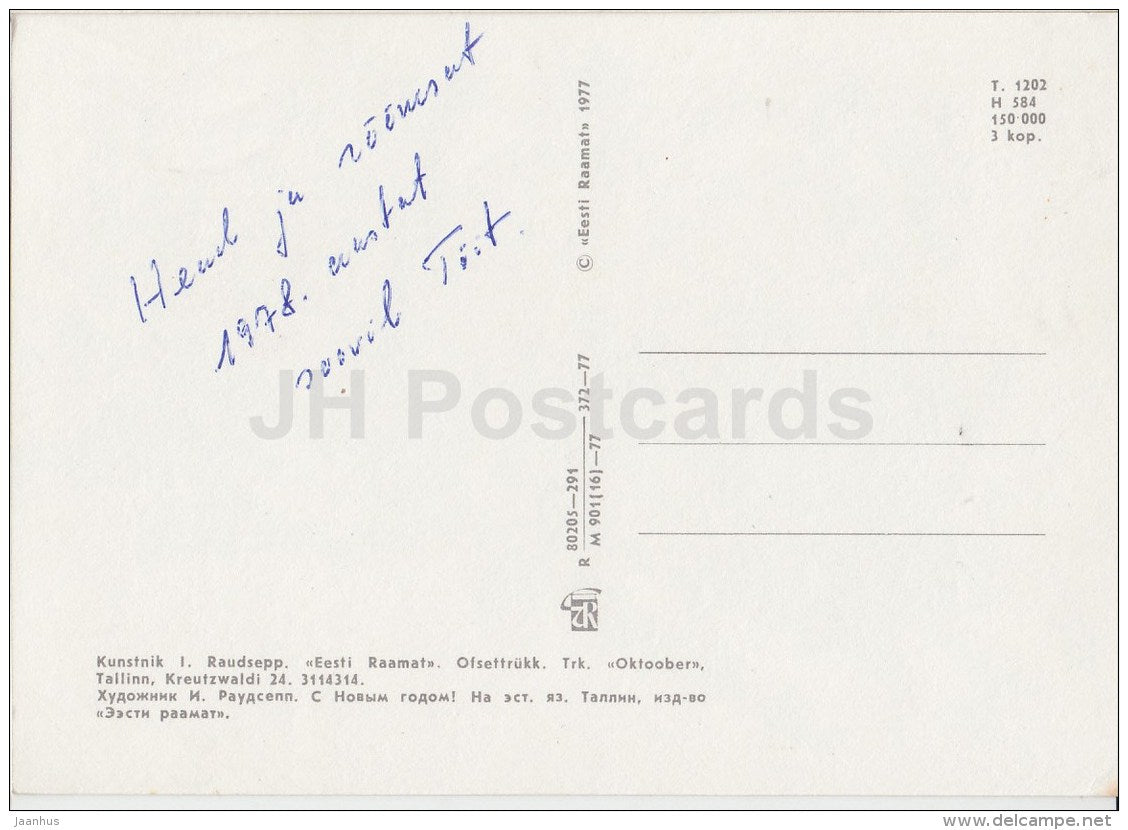 Head ja rõõmsat
1978. aastat
soovib Tõit.
© «Eesti Raamat» 1977
T. 1202
H 584
150 000
3 kop.
R 80205—291 372—77
M 901(16)—77
JH Postcards
Kunstnik I. Raudsepp. «Eesti Raamat». Ofsettrükk. Trk. «Oktoober»,
Tallinn, Kreutzwaldi 24. 3114314.
Художник И. Раудсепп. С Новым годом! На эст. яз. Таллин, изд-во
«Ээсти раамат».
Jaanhus
www.delcampe.net